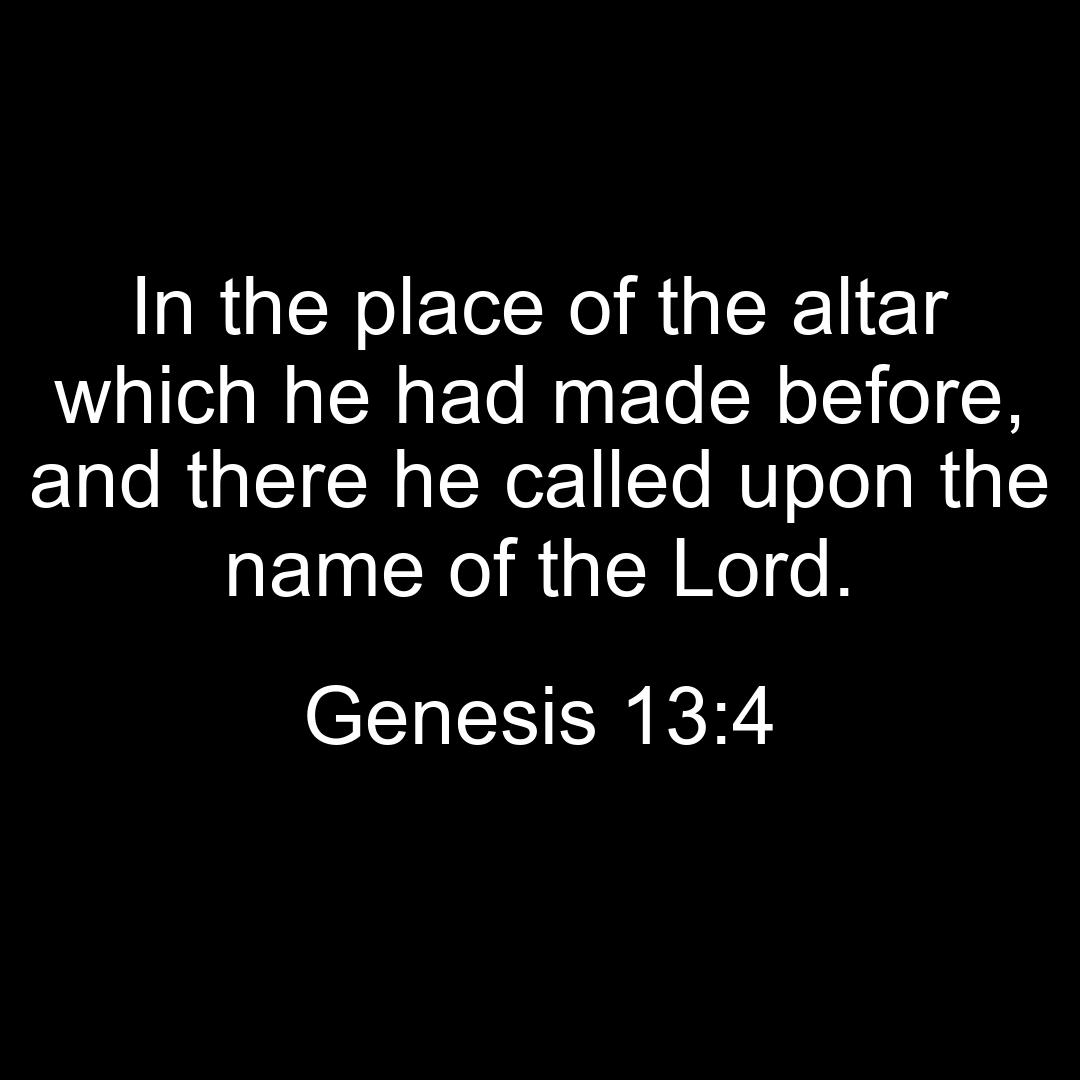 In the place of the altar
which he had made before,
and there he called upon the
name of the Lord.
Genesis 13:4